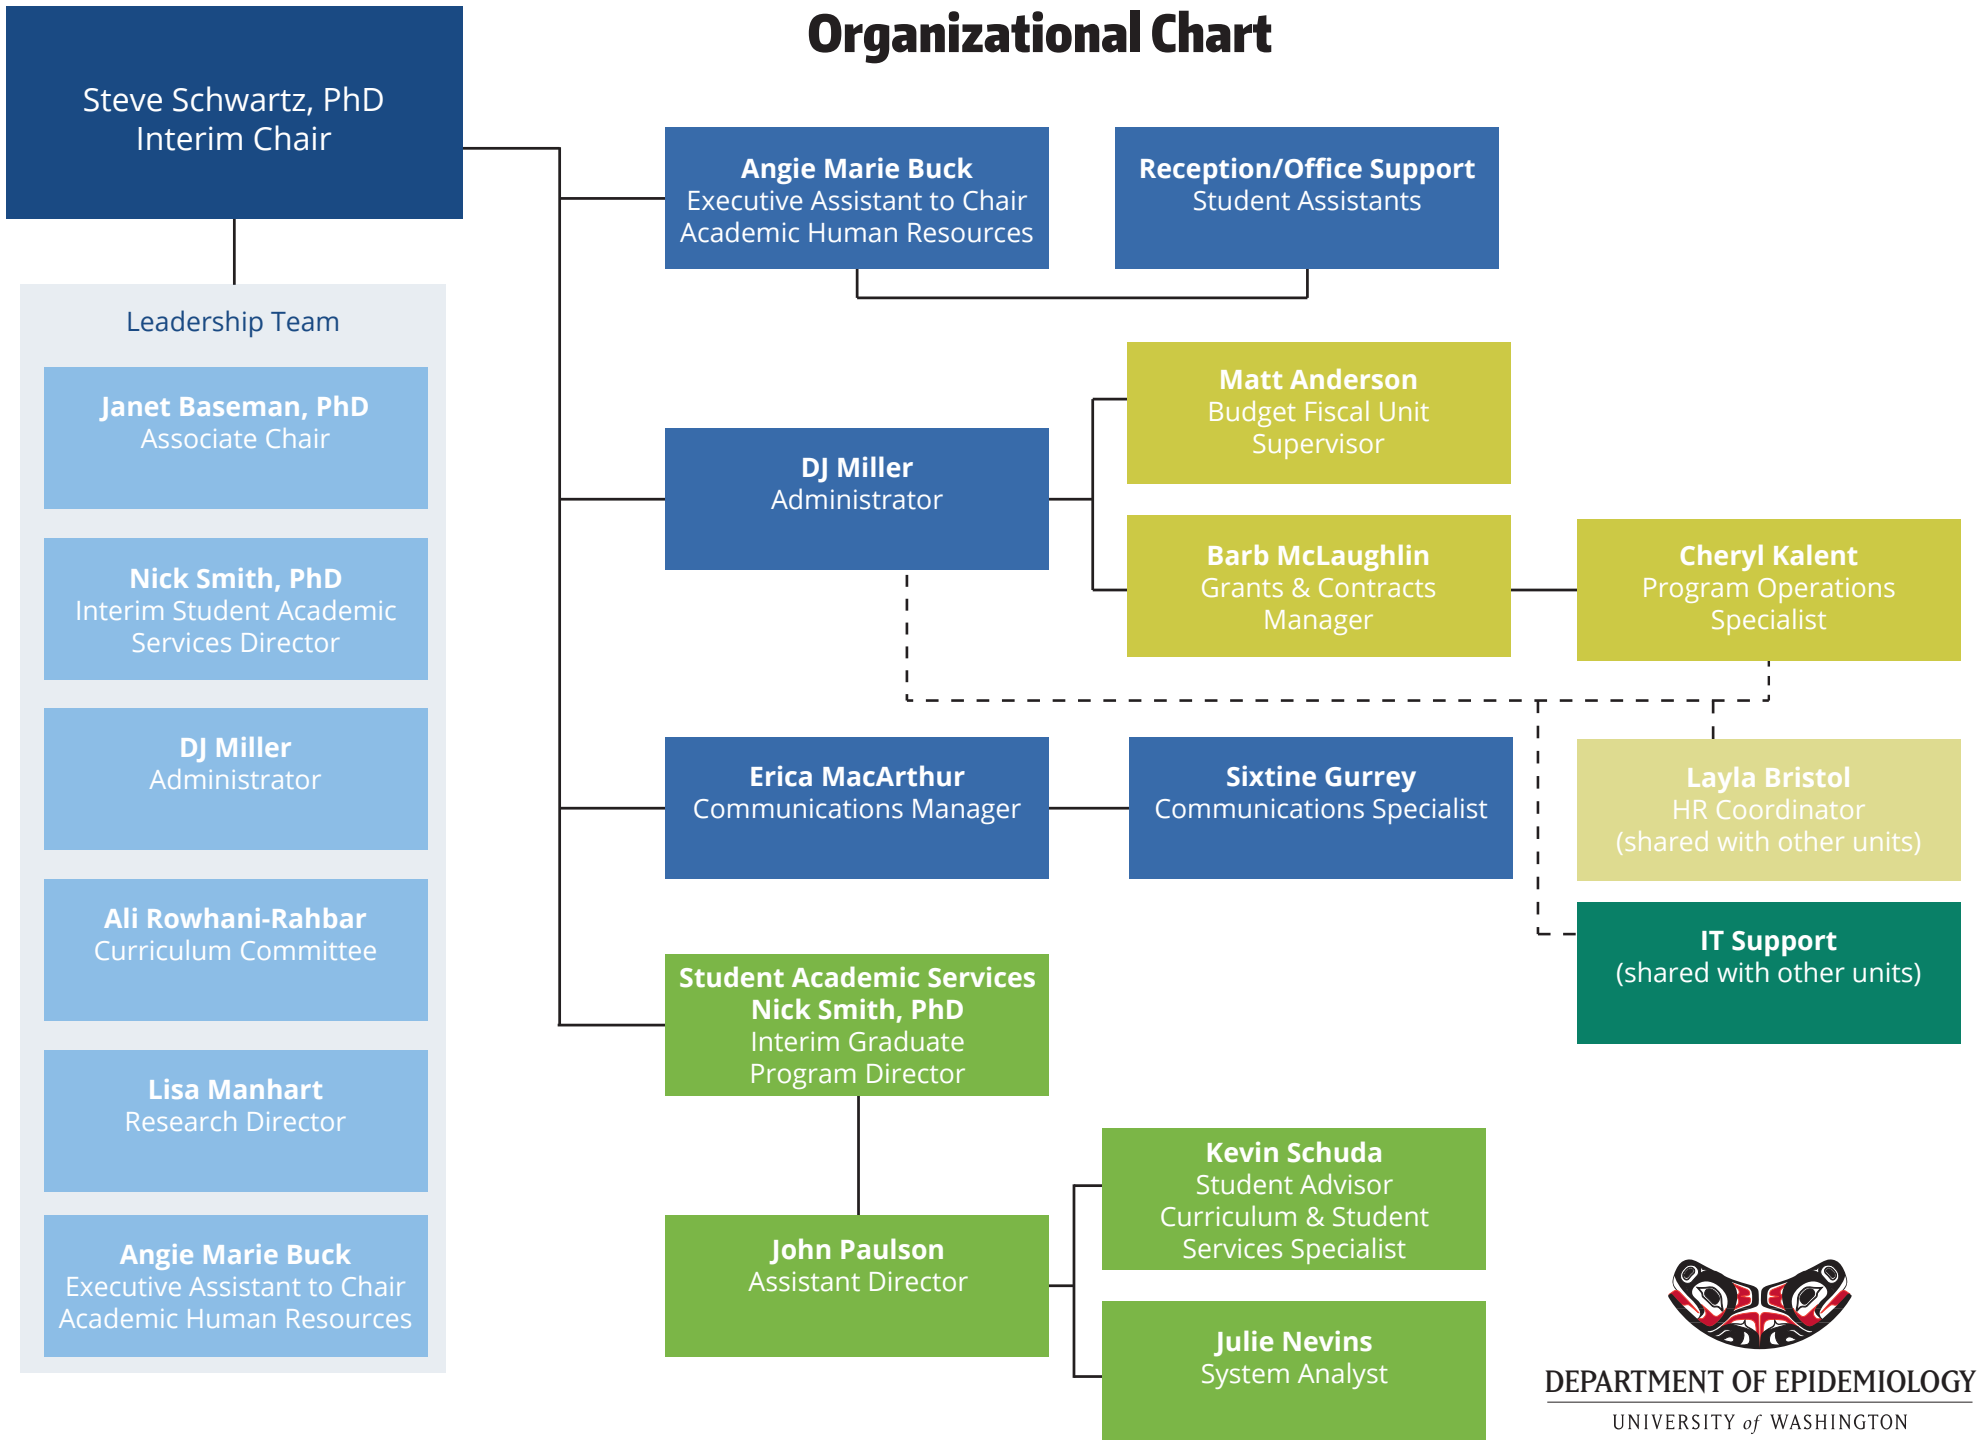 Organizational Chart
Steve Schwartz, PhD
Interim Chair
Leadership Team
Janet Baseman, PhD
Associate Chair
Nick Smith, PhD
Interim Student Academic
Services Director
DJ Miller
Administrator
Ali Rowhani-Rahbar
Curriculum Committee
Lisa Manhart
Research Director
Angie Marie Buck
Executive Assistant to Chair
Academic Human Resources
Angie Marie Buck
Executive Assistant to Chair
Academic Human Resources
Reception/Office Support
Student Assistants
DJ Miller
Administrator
Matt Anderson
Budget Fiscal Unit
Supervisor
Barb McLaughlin
Grants & Contracts
Manager
Cheryl Kalent
Program Operations
Specialist
Erica MacArthur
Communications Manager
Sixtine Gurrey
Communications Specialist
Layla Bristol
HR Coordinator
(shared with other units)
IT Support
(shared with other units)
Student Academic Services
Nick Smith, PhD
Interim Graduate
Program Director
John Paulson
Assistant Director
Kevin Schuda
Student Advisor
Curriculum & Student
Services Specialist
Julie Nevins
System Analyst
DEPARTMENT OF EPIDEMIOLOGY
UNIVERSITY of WASHINGTON